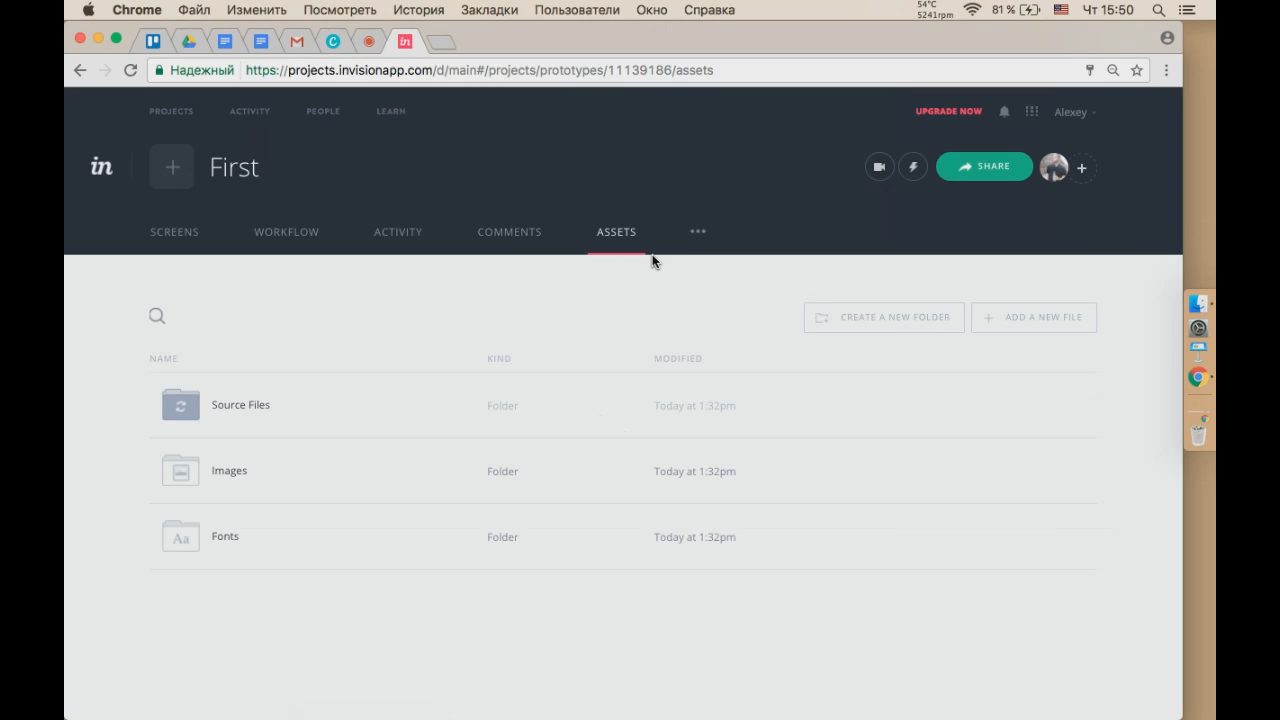 Chrome Файл Изменить Посмотреть История Закладки Пользователи Окно Справка 54°C 5241rpm 81 % Чт 15:50
Надежный https://projects.invisionapp.com/d/main#/projects/prototypes/11139186/assets
PROJECTS ACTIVITY PEOPLE LEARN UPGRADE NOW Alexey
in + First SHARE +
SCREENS WORKFLOW ACTIVITY COMMENTS ASSETS •••
CREATE A NEW FOLDER + ADD A NEW FILE
NAME KIND MODIFIED
Source Files Folder Today at 1:32pm
Images Folder Today at 1:32pm
Aa Fonts Folder Today at 1:32pm